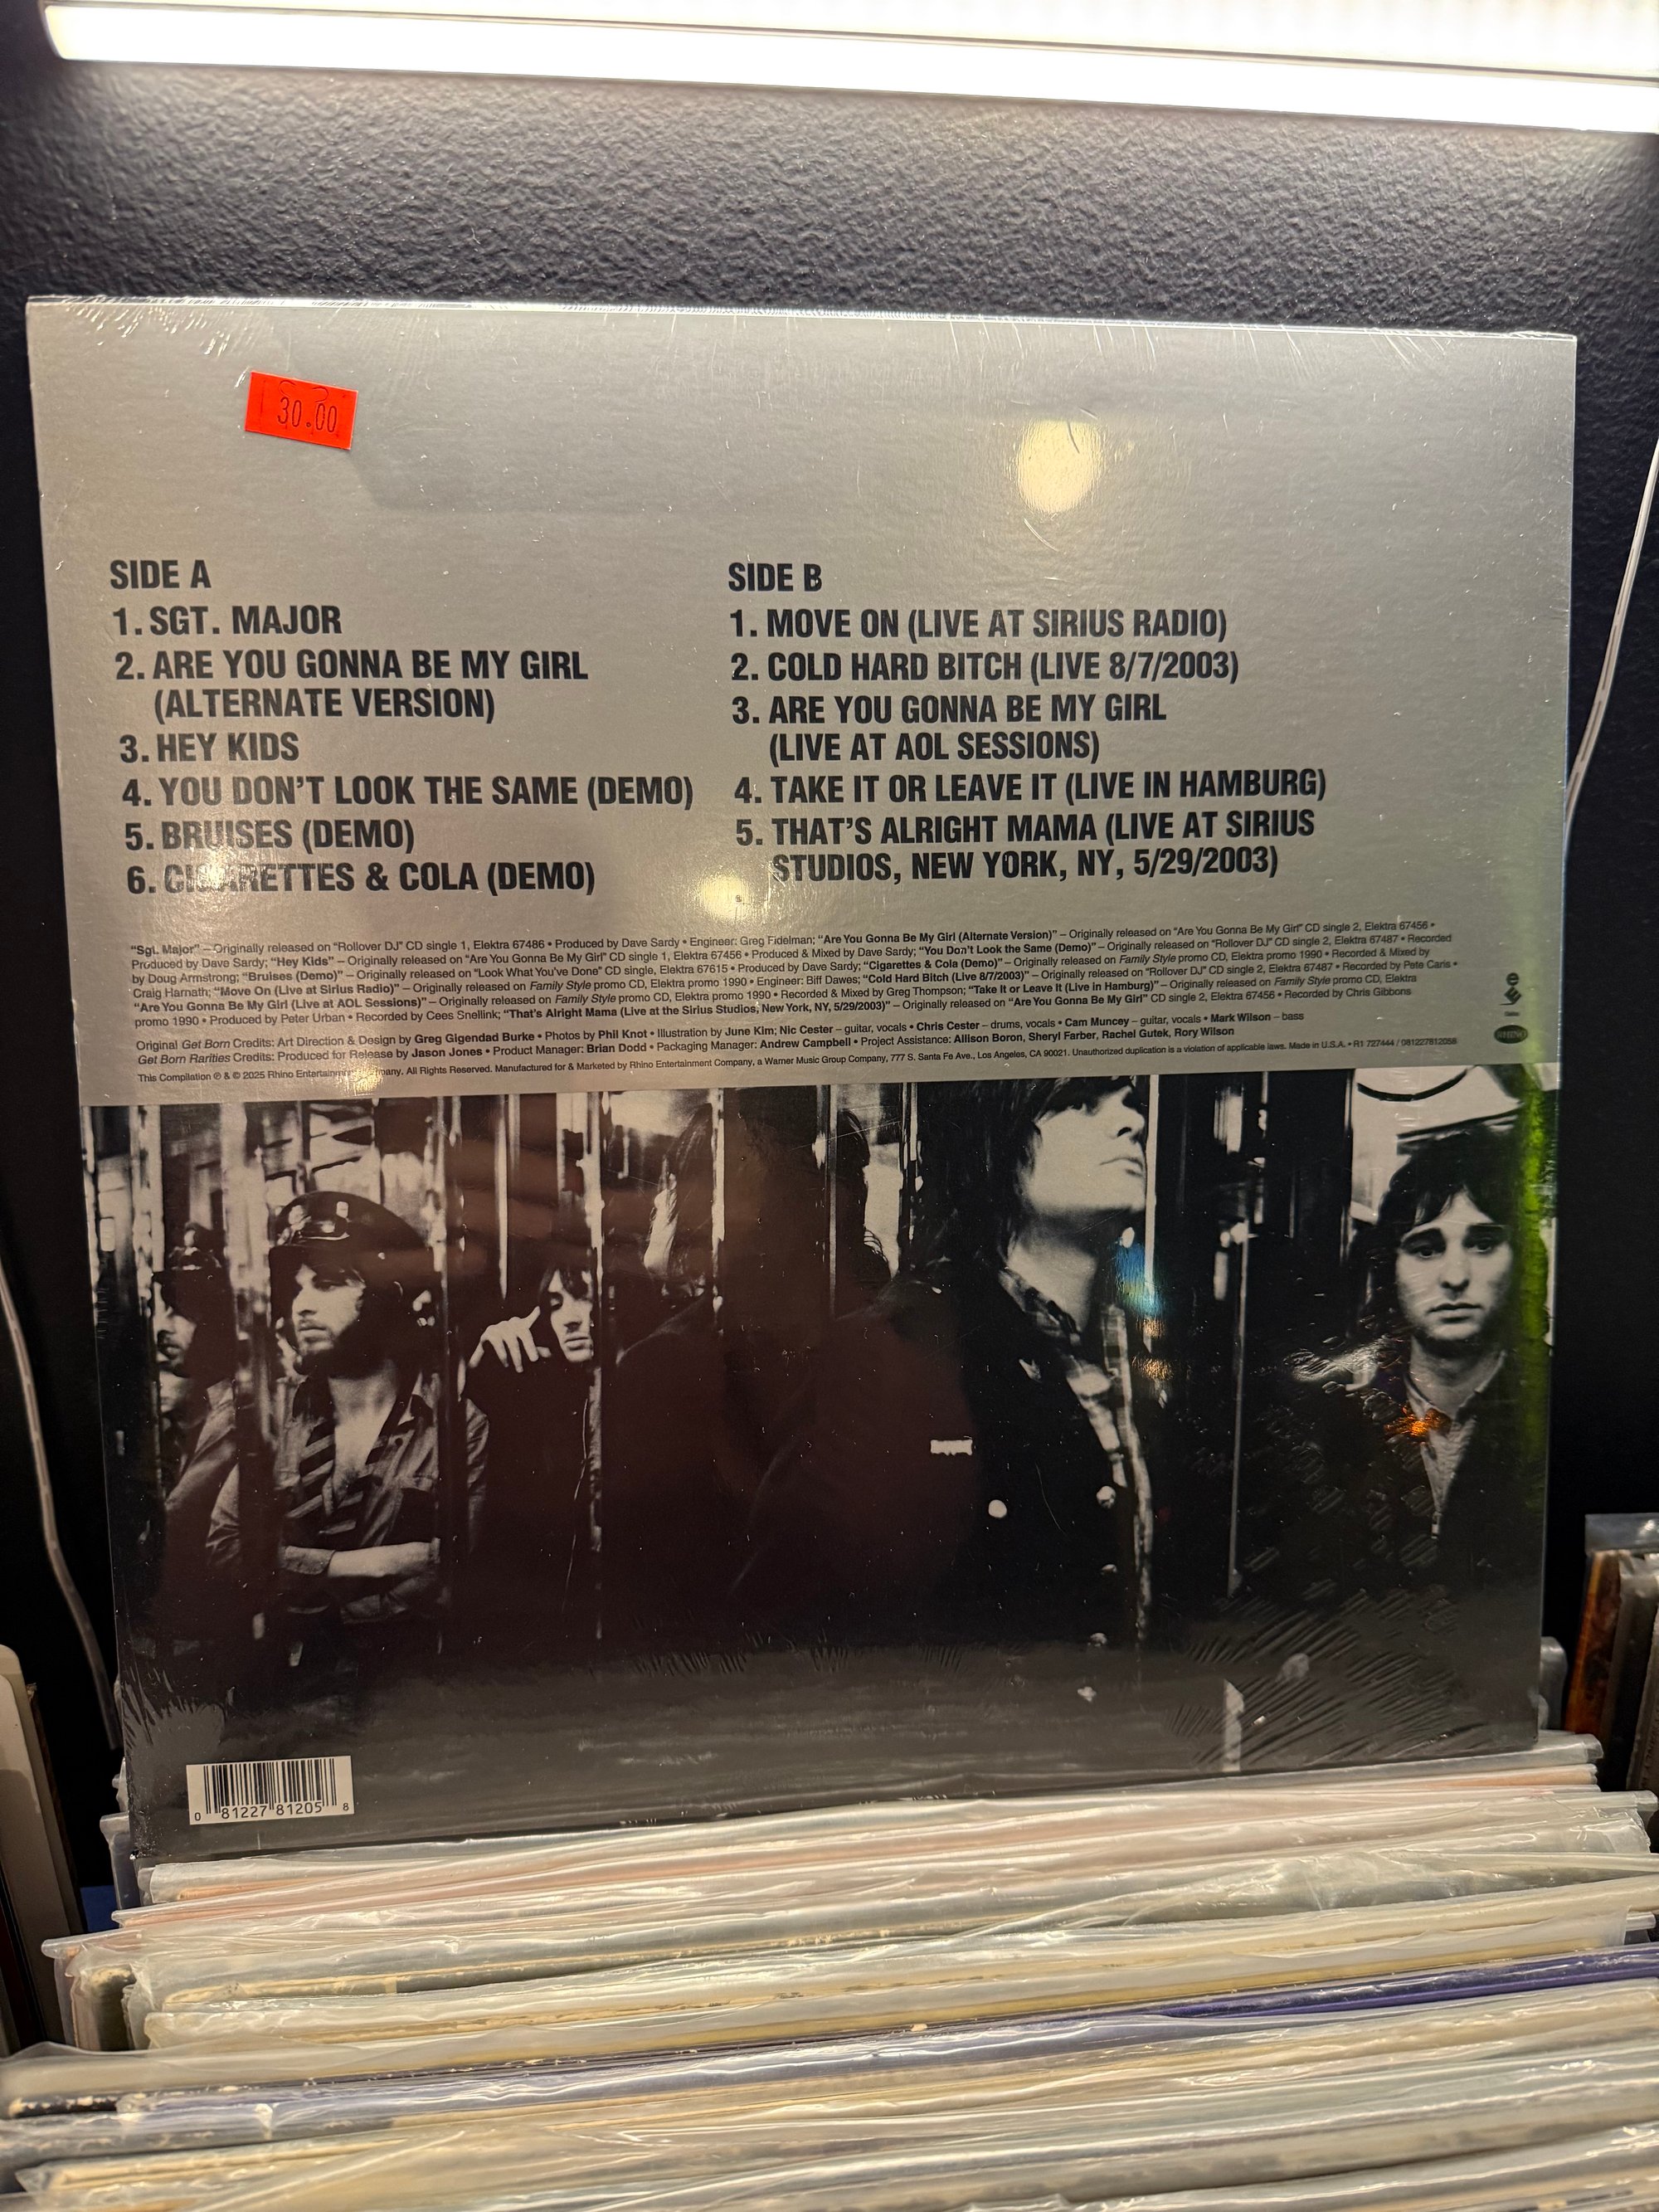 30.00
SIDE A
1. SGT. MAJOR
2. ARE YOU GONNA BE MY GIRL
(ALTERNATE VERSION)
3. HEY KIDS
4. YOU DON'T LOOK THE SAME (DEMO)
5. BRUISES (DEMO)
6. CIGARETTES & COLA (DEMO)
SIDE B
1. MOVE ON (LIVE AT SIRIUS RADIO)
2. COLD HARD BITCH (LIVE 8/7/2003)
3. ARE YOU GONNA BE MY GIRL
(LIVE AT AOL SESSIONS)
4. TAKE IT OR LEAVE IT (LIVE IN HAMBURG)
5. THAT'S ALRIGHT MAMA (LIVE AT SIRIUS
STUDIOS, NEW YORK, NY, 5/29/2003)
"Sgt. Major" – Originally released on "Rollover DJ" CD single 1, Elektra 67486 • Produced by Dave Sardy • Engineer: Greg Fidelman; "Are You Gonna Be My Girl (Alternate Version)" – Originally released on "Are You Gonna Be My Girl" CD single 2, Elektra 67456 •
Produced by Dave Sardy; "Hey Kids" – Originally released on "Are You Gonna Be My Girl" CD single 1, Elektra 67456 • Produced & Mixed by Dave Sardy; "You Don't Look the Same (Demo)" – Originally released on "Rollover DJ" CD single 2, Elektra 67487 • Recorded
by Doug Armstrong; "Bruises (Demo)" – Originally released on "Look What You've Done" CD single, Elektra 67615 • Produced by Dave Sardy; "Cigarettes & Cola (Demo)" – Originally released on Family Style promo CD, Elektra promo 1990 • Recorded & Mixed by
Craig Harnath; "Move On (Live at Sirius Radio)" – Originally released on Family Style promo CD, Elektra promo 1990 • Engineer: Biff Dawes; "Cold Hard Bitch (Live 8/7/2003)" – Originally released on "Rollover DJ" CD single 2, Elektra 67487 • Recorded by Pete Caris •
"Are You Gonna Be My Girl (Live at AOL Sessions)" – Originally released on Family Style promo CD, Elektra promo 1990 • Recorded & Mixed by Greg Thompson; "Take It or Leave It (Live in Hamburg)" – Originally released on Family Style promo CD, Elektra
promo 1990 • Produced by Peter Urban • Recorded by Cees Snellink; "That's Alright Mama (Live at the Sirius Studios, New York, NY, 5/29/2003)" – Originally released on "Are You Gonna Be My Girl" CD single 2, Elektra 67456 • Recorded by Chris Gibbons
Original Get Born Credits: Art Direction & Design by Greg Gigendad Burke • Photos by Phil Knot • Illustration by June Kim; Nic Cester – guitar, vocals • Chris Cester – drums, vocals • Cam Muncey – guitar, vocals • Mark Wilson – bass
Get Born Rarities Credits: Produced for Release by Jason Jones • Product Manager: Brian Dodd • Packaging Manager: Andrew Campbell • Project Assistance: Allison Boron, Sheryl Farber, Rachel Gutek, Rory Wilson
This Compilation ℗ & © 2025 Rhino Entertainment Company. All Rights Reserved. Manufactured for & Marketed by Rhino Entertainment Company, a Warner Music Group Company, 777 S. Santa Fe Ave., Los Angeles, CA 90021. Unauthorized duplication is a violation of applicable laws. Made in U.S.A. • R1 727444 / 081227812058
RHINO
0 81227 81205 8